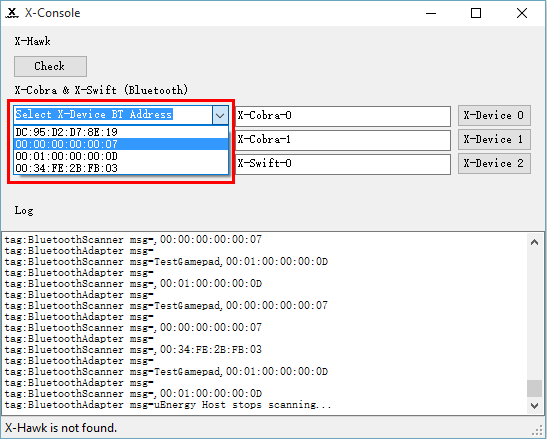 X-Console
X-Hawk
Check
X-Cobra & X-Swift (Bluetooth)
Select X-Device BT Address
X-Cobra-0
X-Device 0
DC:95:D2:D7:8E:19
00:00:00:00:00:07
X-Cobra-1
X-Device 1
00:01:00:00:00:0D
00:34:FE:2B:FB:03
X-Swift-0
X-Device 2
Log
tag:BluetoothScanner msg=,00:00:00:00:00:07
tag:BluetoothAdapter msg=
tag:BluetoothScanner msg=TestGamepad,00:01:00:00:00:0D
tag:BluetoothAdapter msg=
tag:BluetoothScanner msg=,00:01:00:00:00:0D
tag:BluetoothAdapter msg=
tag:BluetoothScanner msg=TestGamepad,00:00:00:00:00:07
tag:BluetoothAdapter msg=
tag:BluetoothScanner msg=,00:00:00:00:00:07
tag:BluetoothAdapter msg=
tag:BluetoothScanner msg=,00:34:FE:2B:FB:03
tag:BluetoothAdapter msg=
tag:BluetoothScanner msg=TestGamepad,00:01:00:00:00:0D
tag:BluetoothAdapter msg=
tag:BluetoothScanner msg=,00:01:00:00:00:0D
tag:BluetoothAdapter msg=uEnergy Host stops scanning...
X-Hawk is not found.